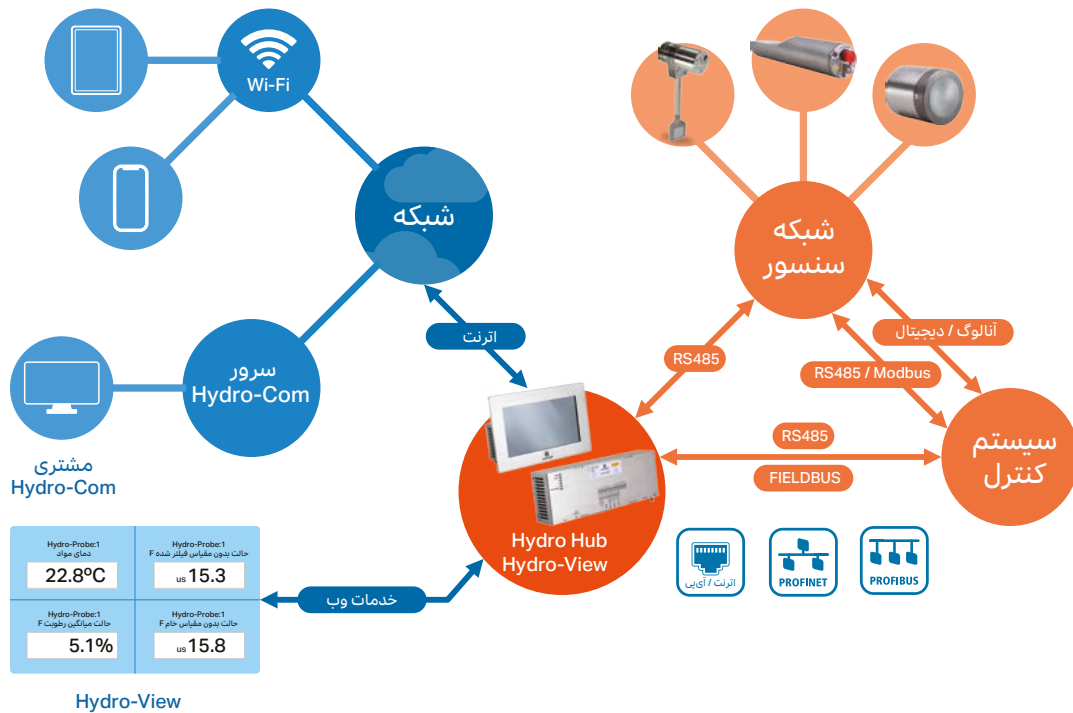 Wi-Fi
شبکه
اترنت
سرور
Hydro-Com
مشتری
Hydro-Com
شبکه
سنسور
آنالوگ / دیجیتال
RS485
RS485 / Modbus
سیستم
کنترل
RS485
FIELDBUS
Hydro Hub
Hydro-View
اترنت / آی‌پی
PROFINET
PROFIBUS
خدمات وب
Hydro-Probe:1
دمای مواد
22.8ºC
Hydro-Probe:1
حالت بدون مقیاس فیلتر شده F
15.3 us
Hydro-Probe:1
حالت میانگین رطوبت F
5.1%
Hydro-Probe:1
حالت بدون مقیاس خام F
15.8 us
Hydro-View